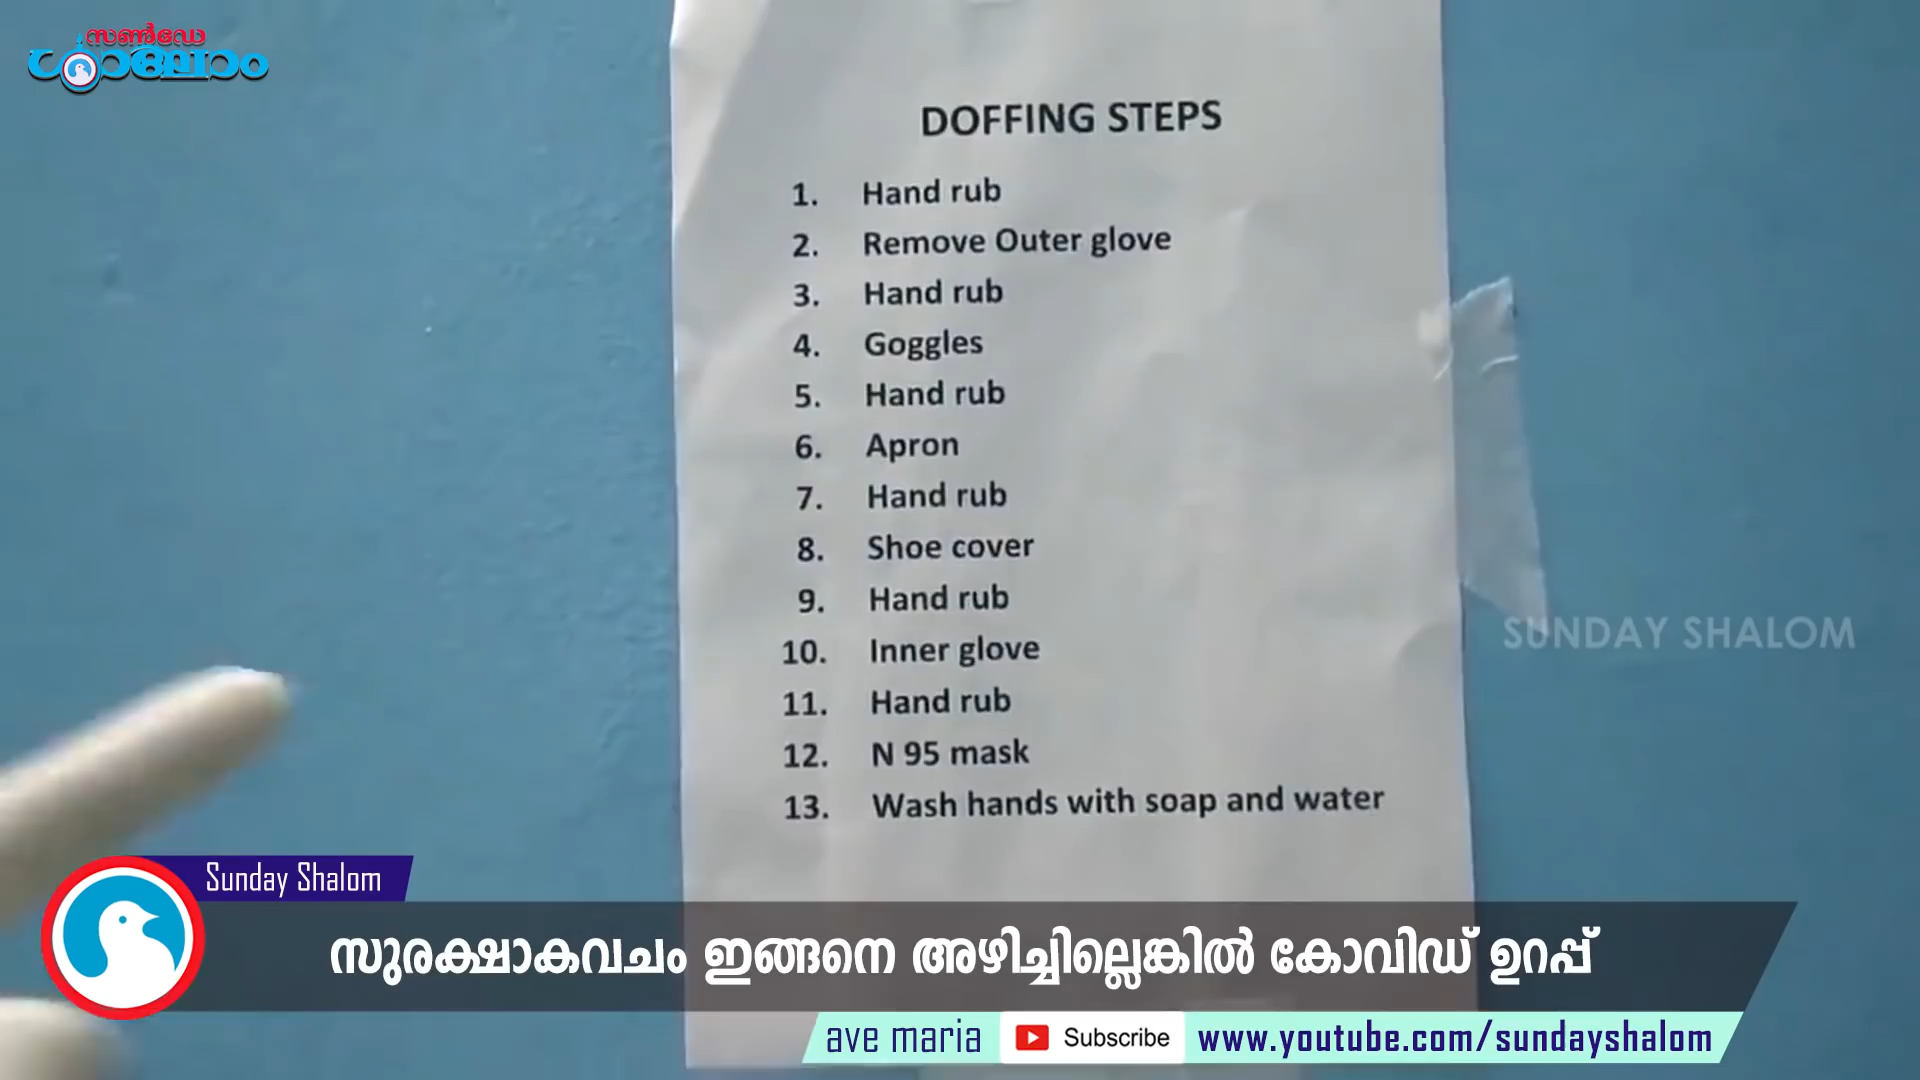 സൺഡേ
ശാലോം
DOFFING STEPS
1. Hand rub
2. Remove Outer glove
3. Hand rub
4. Goggles
5. Hand rub
6. Apron
7. Hand rub
8. Shoe cover
9. Hand rub
10. Inner glove
11. Hand rub
12. N 95 mask
13. Wash hands with soap and water
SUNDAY SHALOM
Sunday Shalom
സുരക്ഷാകവചം ഇങ്ങനെ അഴിച്ചില്ലെങ്കിൽ കോവിഡ് ഉറപ്പ്
ave maria Subscribe www.youtube.com/sundayshalom